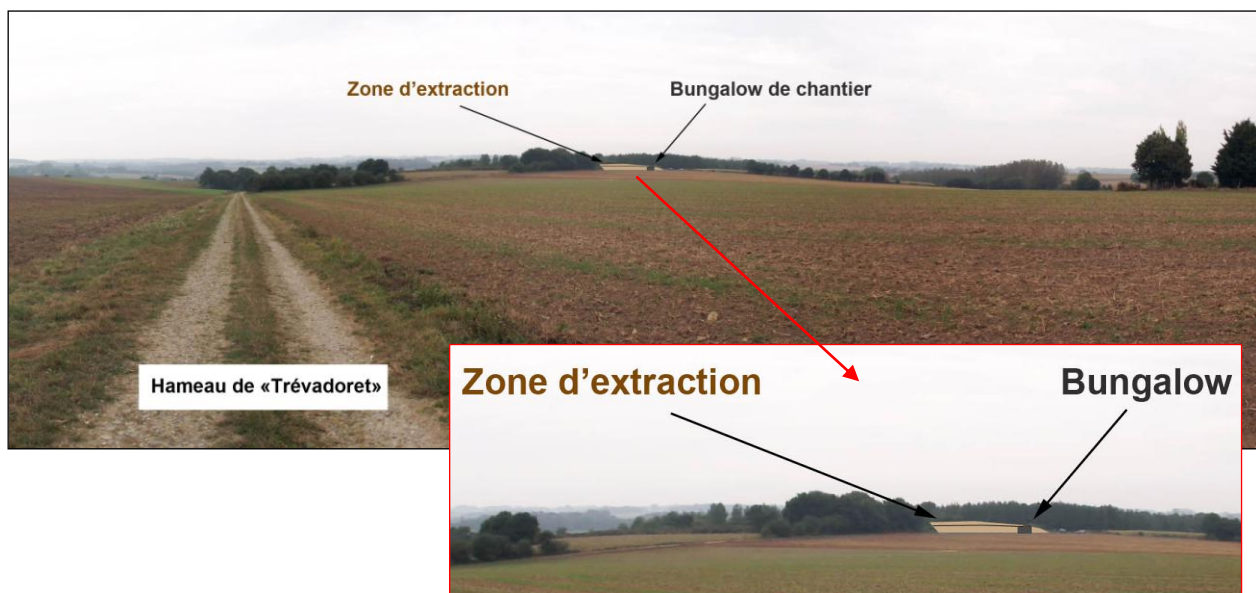 Zone d’extraction
Bungalow de chantier
Hameau de «Trévadoret»
Zone d’extraction
Bungalow